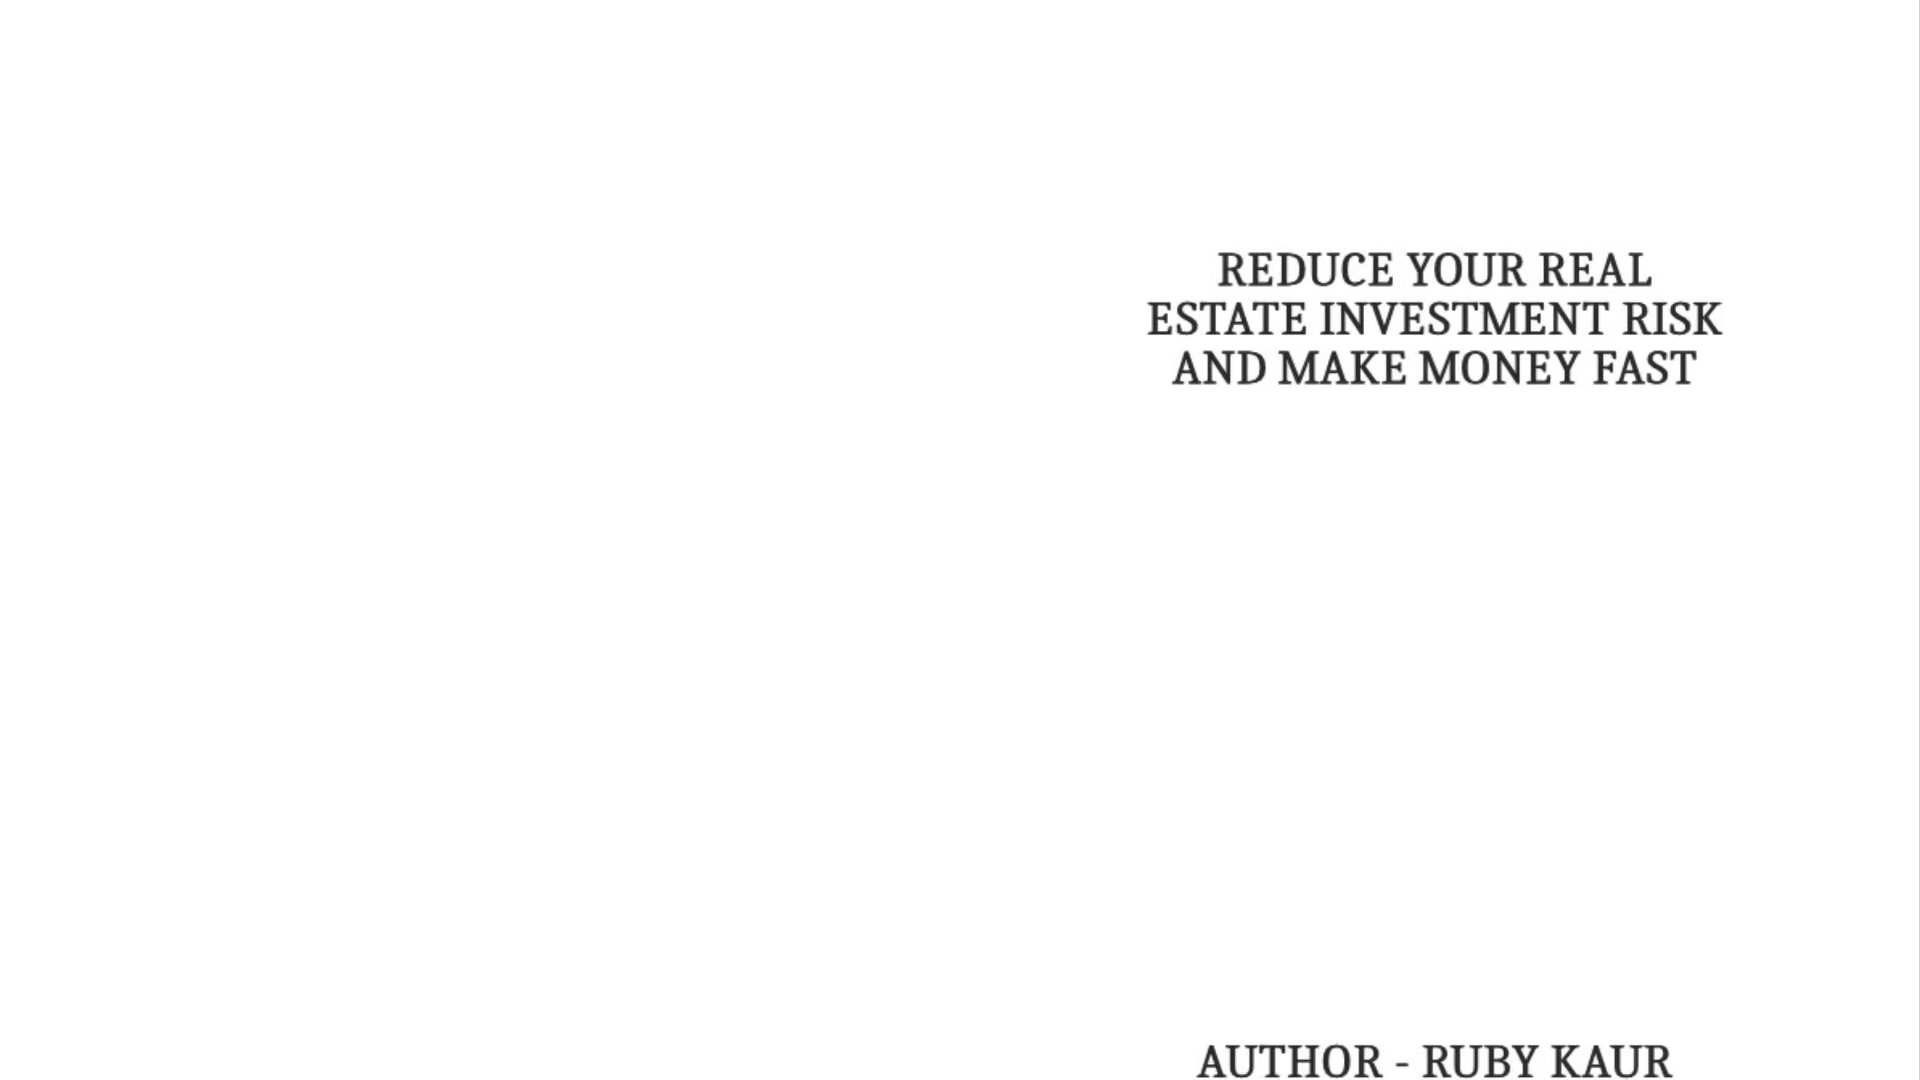 REDUCE YOUR REAL
ESTATE INVESTMENT RISK
AND MAKE MONEY FAST
AUTHOR - RUBY KAUR